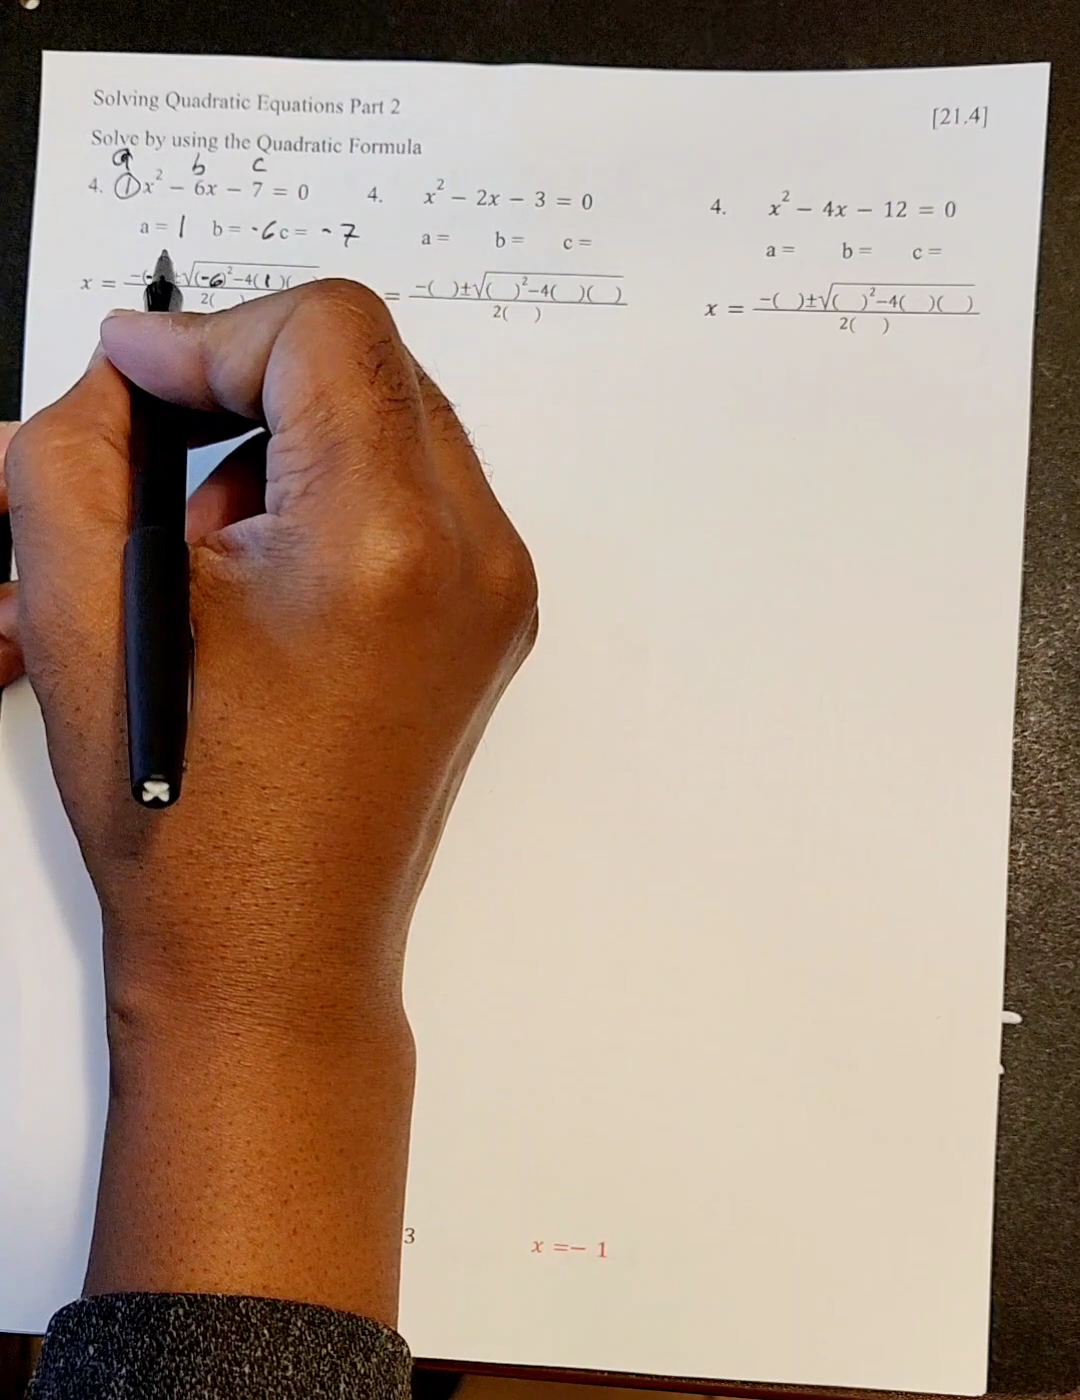 Solving Quadratic Equations Part 2
[21.4]
Solve by using the Quadratic Formula
a b c
4. 1x² − 6x − 7 = 0
a = 1 b = -6 c = -7
x = −(- ±√(-6)²−4(1)(
2( )
4. x² − 2x − 3 = 0
a = b = c =
= −( )±√( )²−4( )( )
2( )
4. x² − 4x − 12 = 0
a = b = c =
x = −( )±√( )²−4( )( )
2( )
3
x =− 1